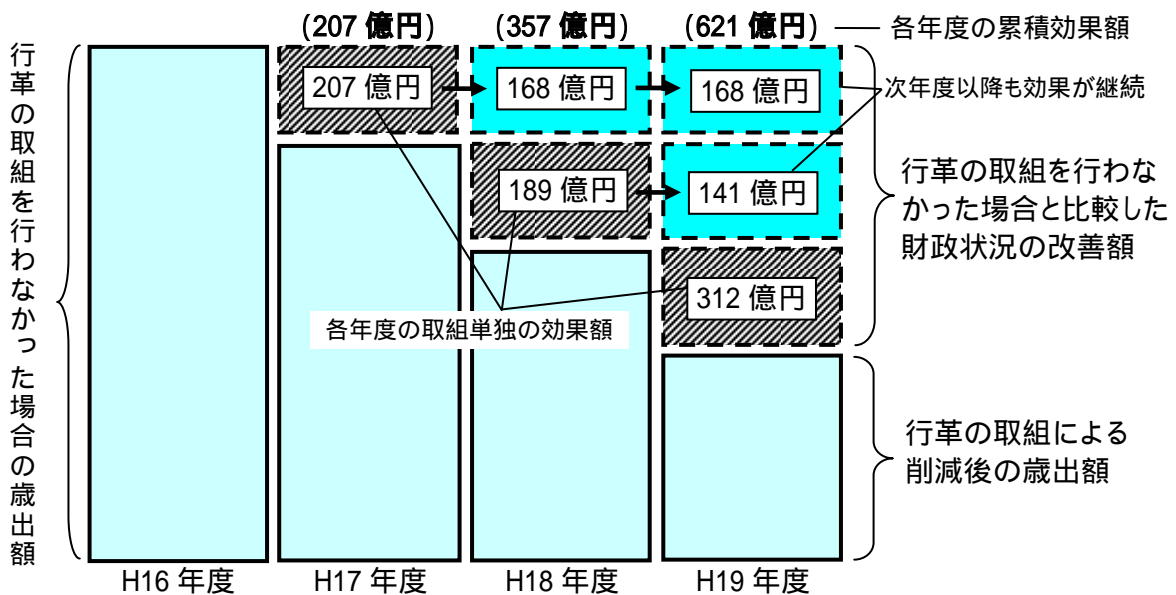 (207 億円)
(357 億円)
(621 億円)
各年度の累積効果額
行革の取組を行わなかった場合の歳出額
207 億円
168 億円
168 億円
次年度以降も効果が継続
189 億円
141 億円
行革の取組を行わな
かった場合と比較した
財政状況の改善額
312 億円
各年度の取組単独の効果額
行革の取組による
削減後の歳出額
H16 年度
H17 年度
H18 年度
H19 年度